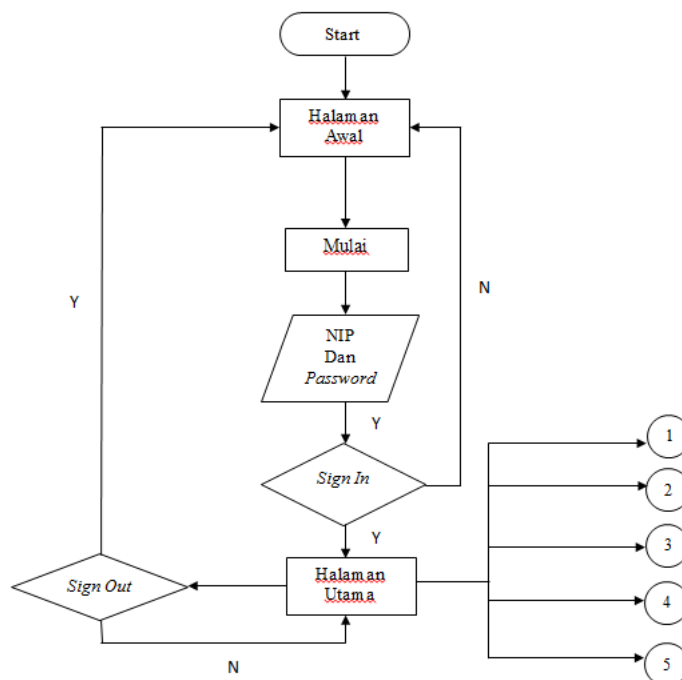 Start
Halaman
Awal
Mulai
Y
N
NIP
Dan
Password
Y
1
Sign In
2
Y
3
Halaman
Utama
Sign Out
4
N
5